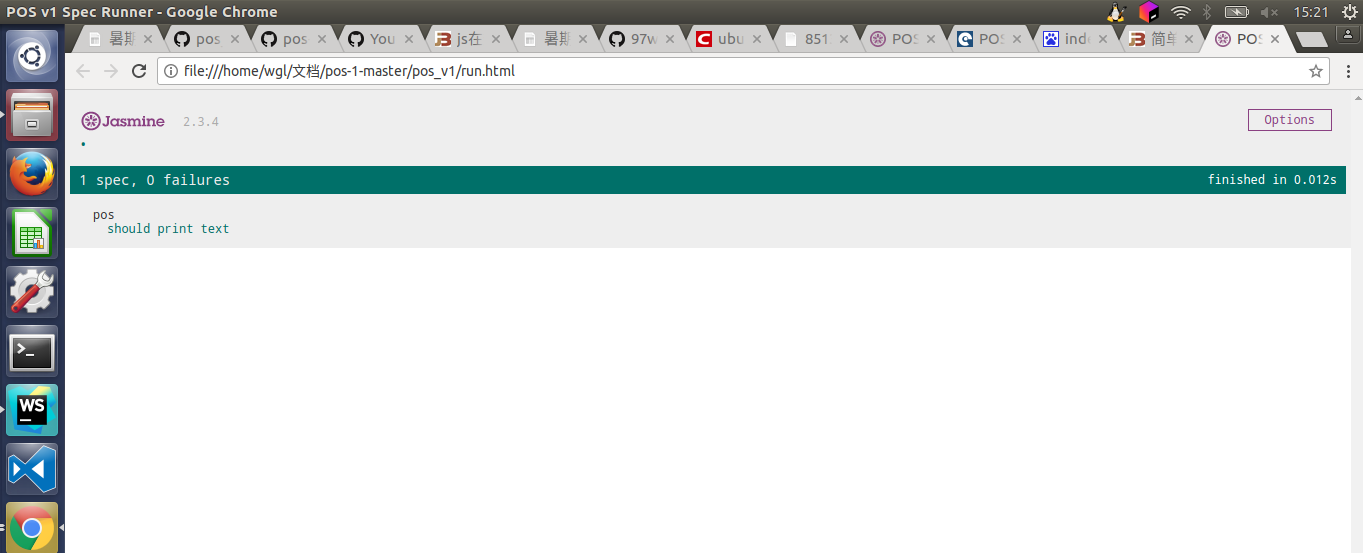 POS v1 Spec Runner - Google Chrome
15:21
暑期
pos
pos
You
js在
暑期
97w
ubu
851
POS
POS
inde
简单
POS
file:///home/wgl/文档/pos-1-master/pos_v1/run.html
Jasmine 2.3.4
Options
1 spec, 0 failures
finished in 0.012s
pos
should print text
>_
WS